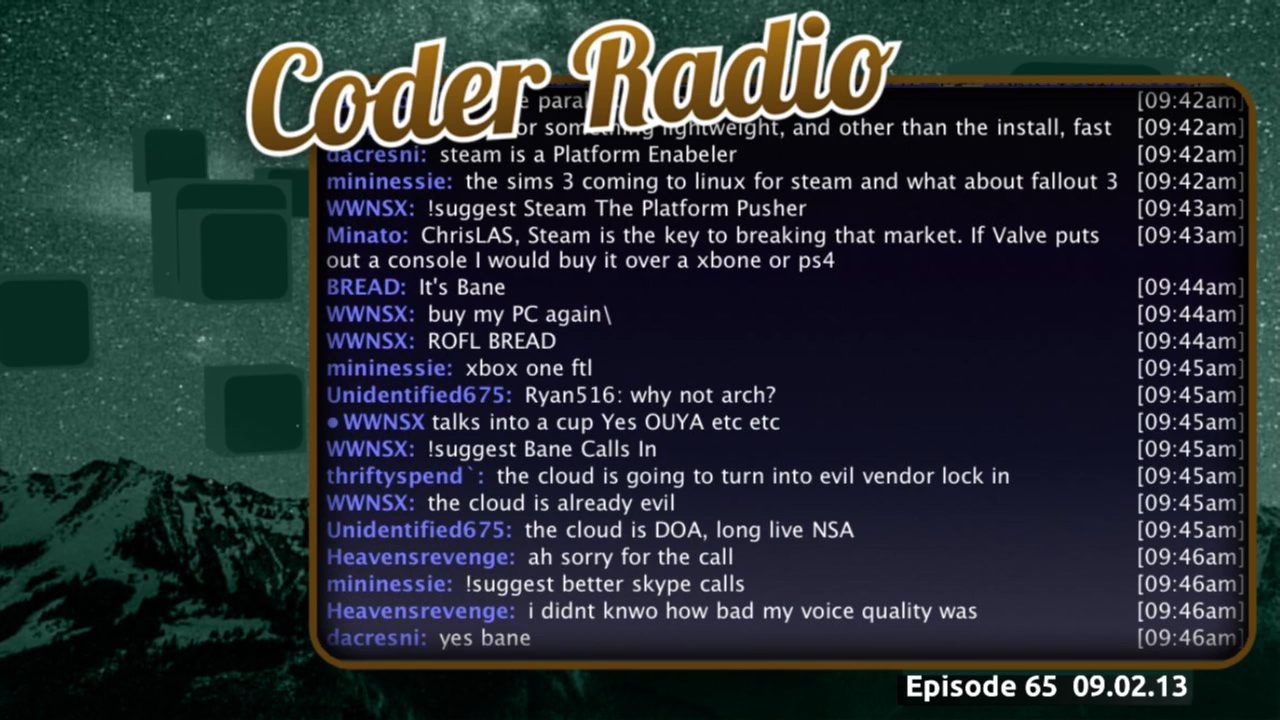 Coder Radio
e para [09:42am]
or something lightweight, and other than the install, fast [09:42am]
dacresni: steam is a Platform Enabeler [09:42am]
mininessie: the sims 3 coming to linux for steam and what about fallout 3 [09:42am]
WWNSX: !suggest Steam The Platform Pusher [09:43am]
Minato: ChrisLAS, Steam is the key to breaking that market. If Valve puts [09:43am]
out a console I would buy it over a xbone or ps4
BREAD: It's Bane [09:44am]
WWNSX: buy my PC again\ [09:44am]
WWNSX: ROFL BREAD [09:44am]
mininessie: xbox one ftl [09:45am]
Unidentified675: Ryan516: why not arch? [09:45am]
•WWNSX talks into a cup Yes OUYA etc etc [09:45am]
WWNSX: !suggest Bane Calls In [09:45am]
thriftyspend`: the cloud is going to turn into evil vendor lock in [09:45am]
WWNSX: the cloud is already evil [09:45am]
Unidentified675: the cloud is DOA, long live NSA [09:45am]
Heavensrevenge: ah sorry for the call [09:46am]
mininessie: !suggest better skype calls [09:46am]
Heavensrevenge: i didnt knwo how bad my voice quality was [09:46am]
dacresni: yes bane [09:46am]
Episode 65 09.02.13